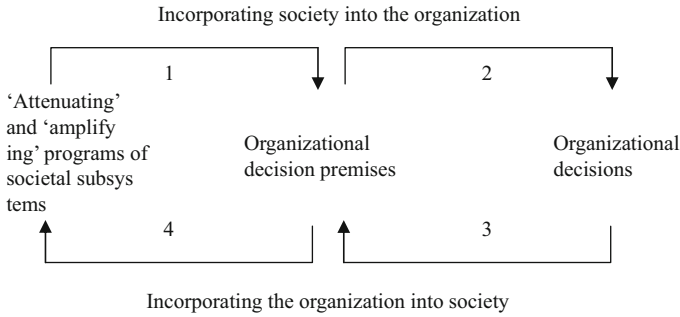 Incorporating society into the organization
1
2
‘Attenuating’
and ‘amplify
ing’ programs of
societal subsys
tems
Organizational
decision premises
Organizational
decisions
4
3
Incorporating the organization into society